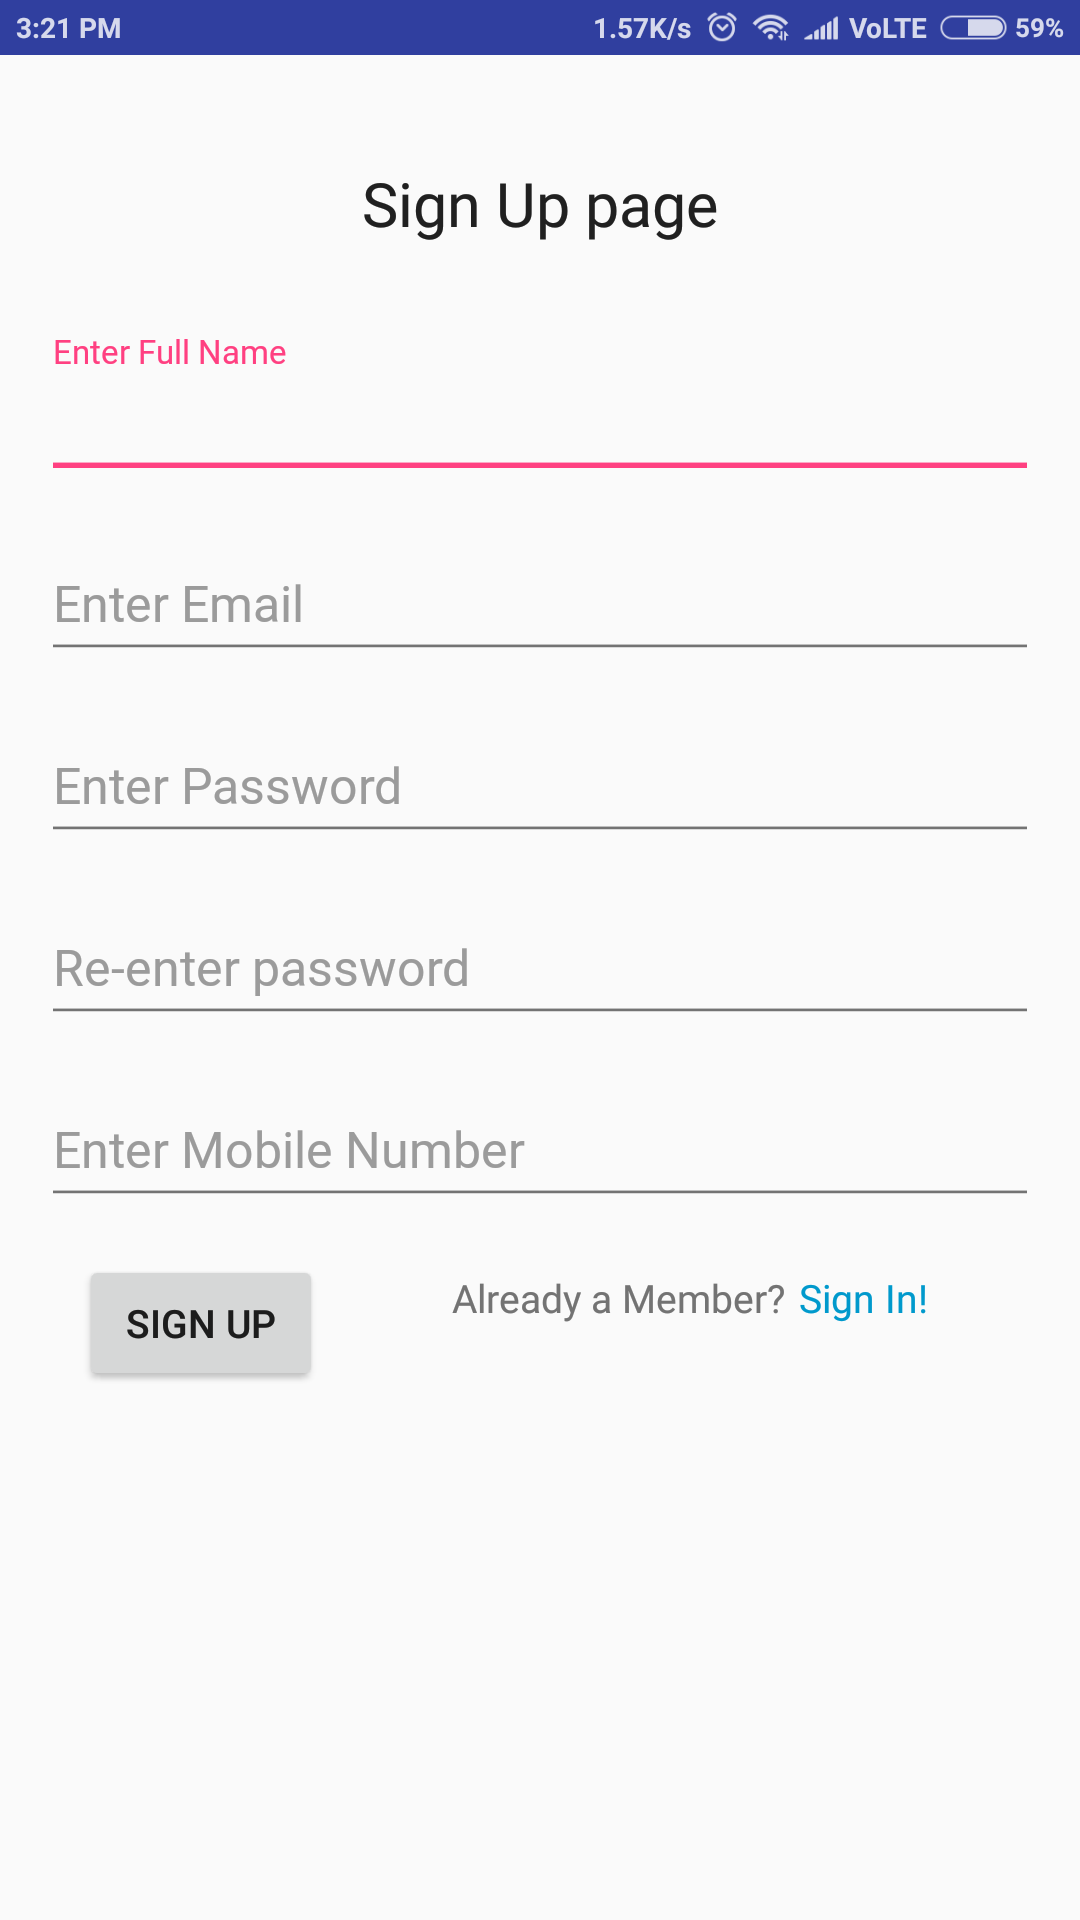 3:21 PM 1.57K/s VoLTE 59%
Sign Up page
Enter Full Name
Enter Email
Enter Password
Re-enter password
Enter Mobile Number
SIGN UP Already a Member? Sign In!